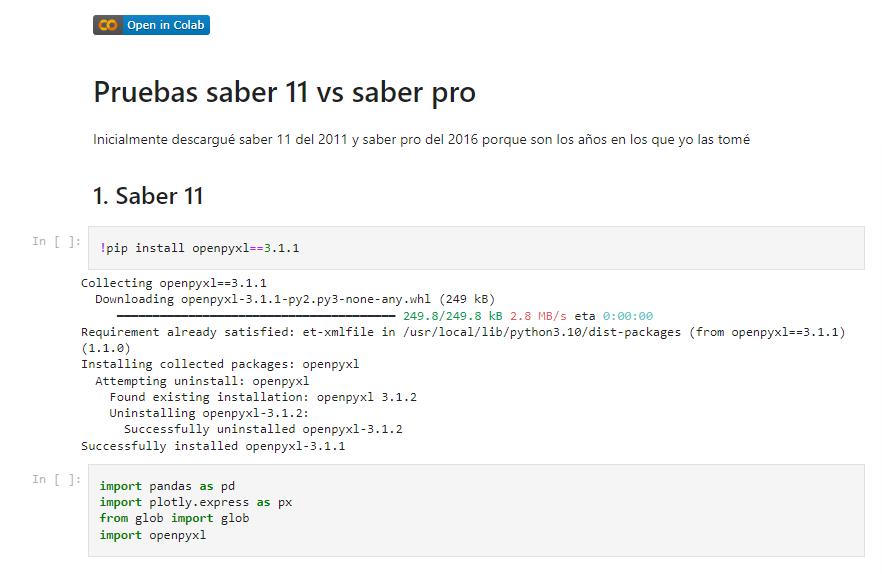 Open in Colab
Pruebas saber 11 vs saber pro
Inicialmente descargué saber 11 del 2011 y saber pro del 2016 porque son los años en los que yo las tomé
1. Saber 11
In [ ]:
!pip install openpyxl==3.1.1
Collecting openpyxl==3.1.1
  Downloading openpyxl-3.1.1-py2.py3-none-any.whl (249 kB)
     ━━━━━━━━━━━━━━━━━━━━━━━━━━━━━━━━━━━━━━━ 249.8/249.8 kB 2.8 MB/s eta 0:00:00
Requirement already satisfied: et-xmlfile in /usr/local/lib/python3.10/dist-packages (from openpyxl==3.1.1)
(1.1.0)
Installing collected packages: openpyxl
  Attempting uninstall: openpyxl
    Found existing installation: openpyxl 3.1.2
    Uninstalling openpyxl-3.1.2:
      Successfully uninstalled openpyxl-3.1.2
Successfully installed openpyxl-3.1.1
In [ ]:
import pandas as pd
import plotly.express as px
from glob import glob
import openpyxl